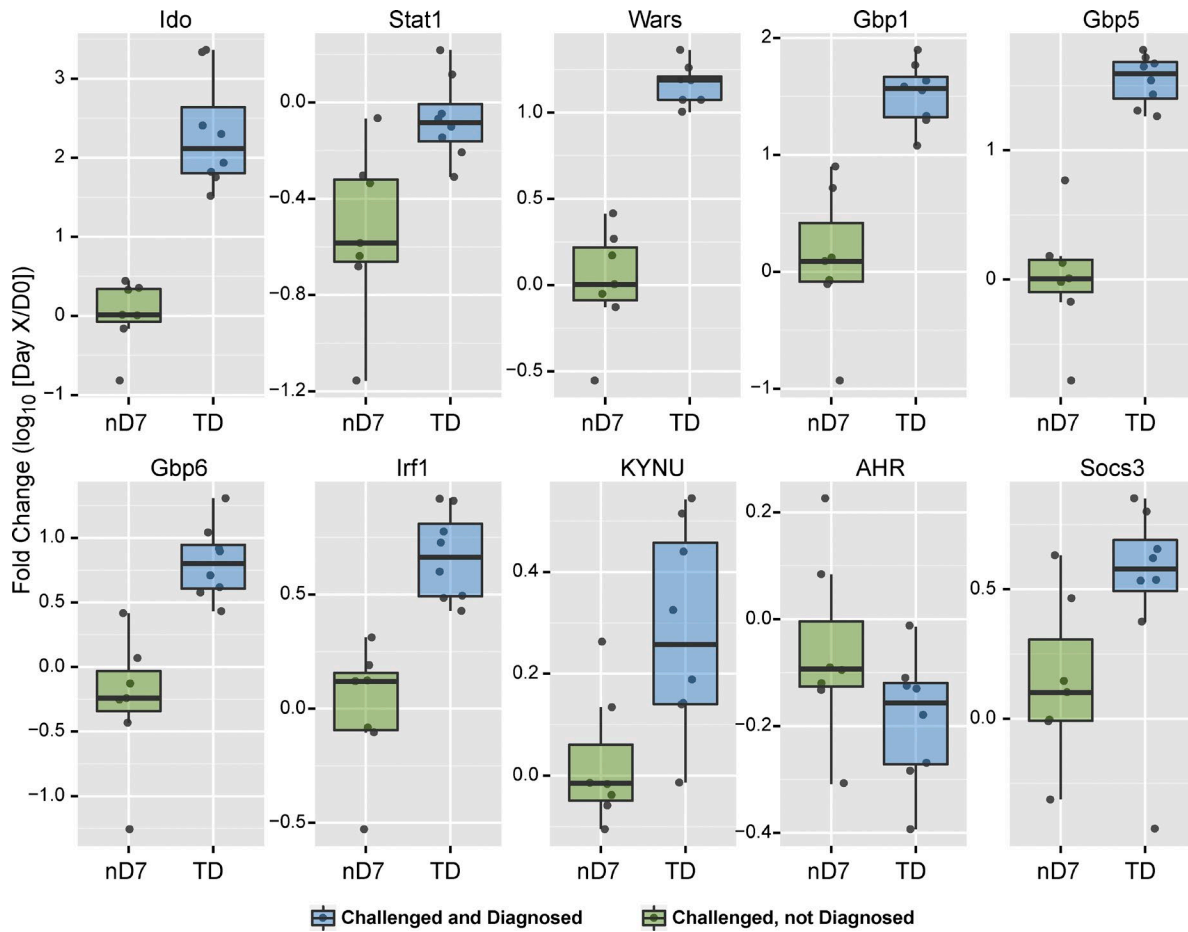 Ido Stat1 Wars Gbp1 Gbp5
Fold Change (log10 [Day X/D0])
3
2
1
0
−1
nD7 TD
0.0
−0.4
−0.8
−1.2
nD7 TD
1.0
0.5
0.0
−0.5
nD7 TD
2
1
0
−1
nD7 TD
1
0
nD7 TD
Gbp6 Irf1 KYNU AHR Socs3
1.0
0.5
0.0
−0.5
−1.0
nD7 TD
0.5
0.0
−0.5
nD7 TD
0.4
0.2
0.0
nD7 TD
0.2
0.0
−0.2
−0.4
nD7 TD
0.5
0.0
nD7 TD
Challenged and Diagnosed Challenged, not Diagnosed